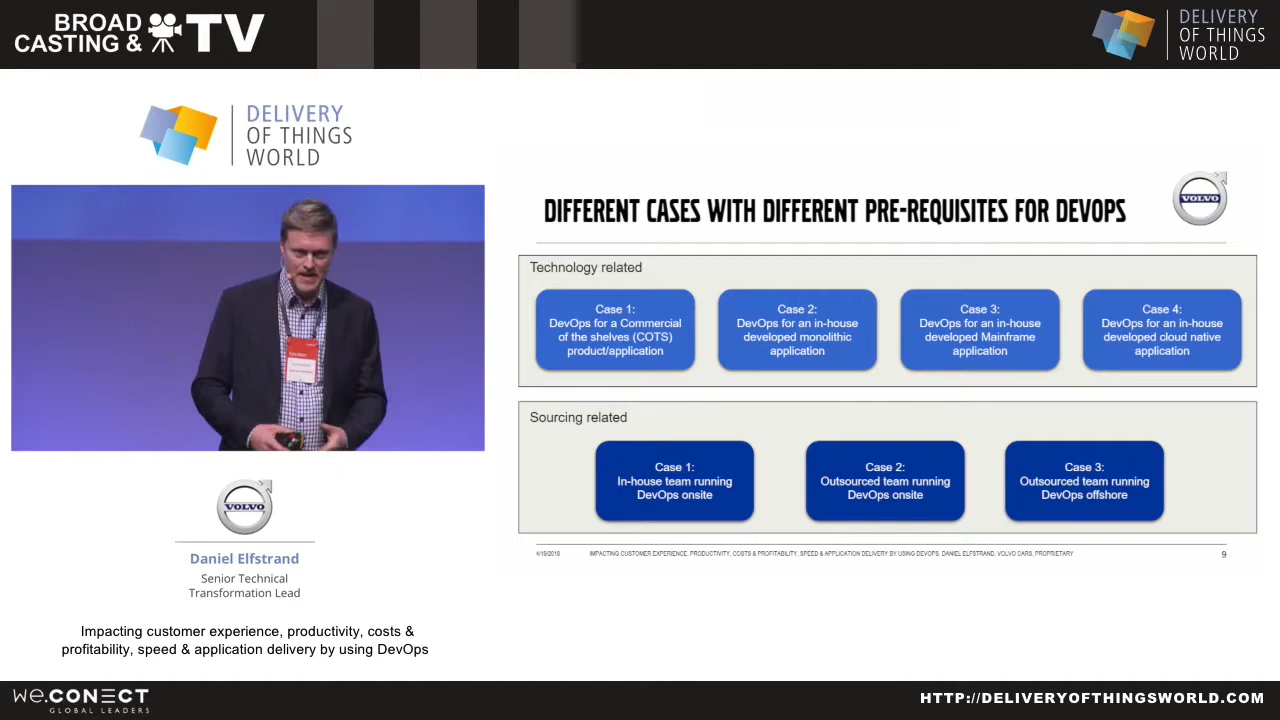 BROAD
CASTING & TV
DELIVERY
OF THINGS
WORLD
DELIVERY
OF THINGS
WORLD
VOLVO
Daniel Elfstrand
Senior Technical
Transformation Lead
Impacting customer experience, productivity, costs &
profitability, speed & application delivery by using DevOps
DIFFERENT CASES WITH DIFFERENT PRE-REQUISITES FOR DEVOPS
VOLVO
Technology related
Case 1:
DevOps for a Commercial
of the shelves (COTS)
product/application
Case 2:
DevOps for an in-house
developed monolithic
application
Case 3:
DevOps for an in-house
developed Mainframe
application
Case 4:
DevOps for an in-house
developed cloud native
application
Sourcing related
Case 1:
In-house team running
DevOps onsite
Case 2:
Outsourced team running
DevOps onsite
Case 3:
Outsourced team running
DevOps offshore
4/19/2018 IMPACTING CUSTOMER EXPERIENCE, PRODUCTIVITY, COSTS & PROFITABILITY, SPEED & APPLICATION DELIVERY BY USING DEVOPS, DANIEL ELFSTRAND, VOLVO CARS, PROPRIETARY 9
we.CONECT
GLOBAL LEADERS
HTTP://DELIVERYOFTHINGSWORLD.COM